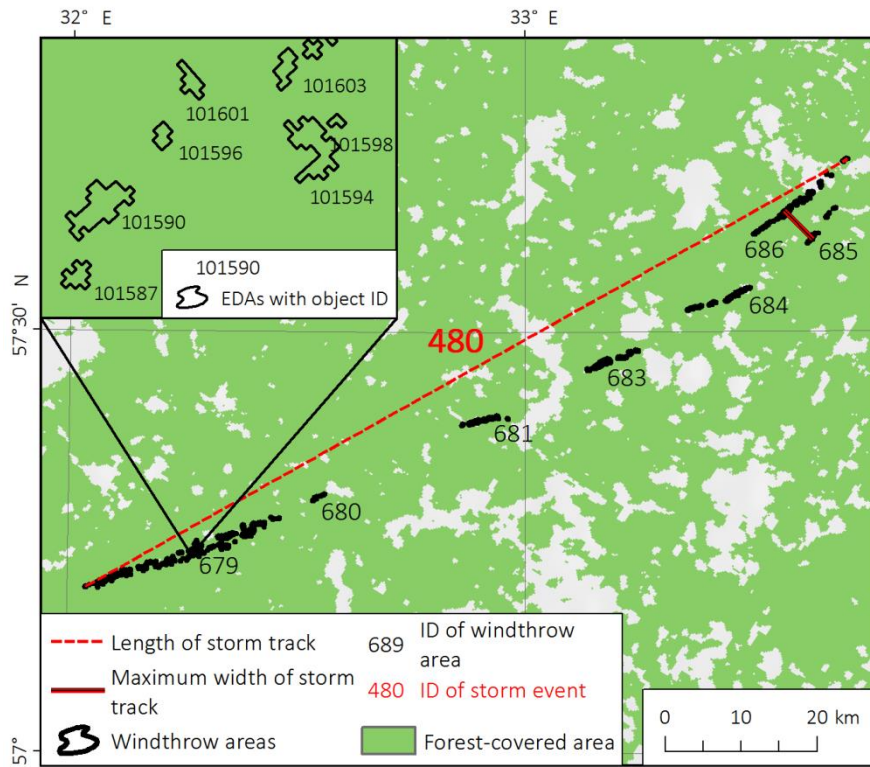 32° E
33° E
101603
101601
101598
101596
101594
101590
101587
101590
EDAs with object ID
57°30' N
57°
480
686
685
684
683
681
680
679
Length of storm track
Maximum width of storm
track
Windthrow areas
689
ID of windthrow
area
480
ID of storm event
Forest-covered area
0 10 20 km